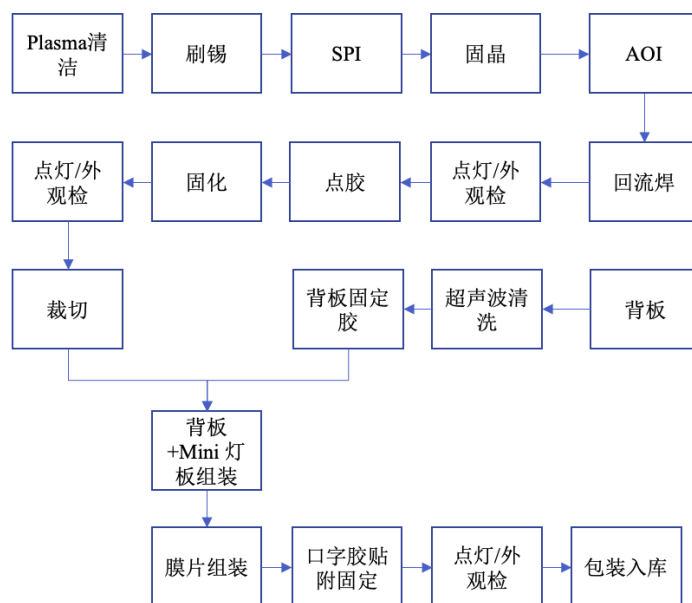 Plasma清
洁
刷锡
SPI
固晶
AOI
点灯/外
观检
固化
点胶
点灯/外
观检
回流焊
裁切
背板固定
胶
超声波清
洗
背板
背板
+Mini 灯
板组装
膜片组装
口字胶贴
附固定
点灯/外
观检
包装入库